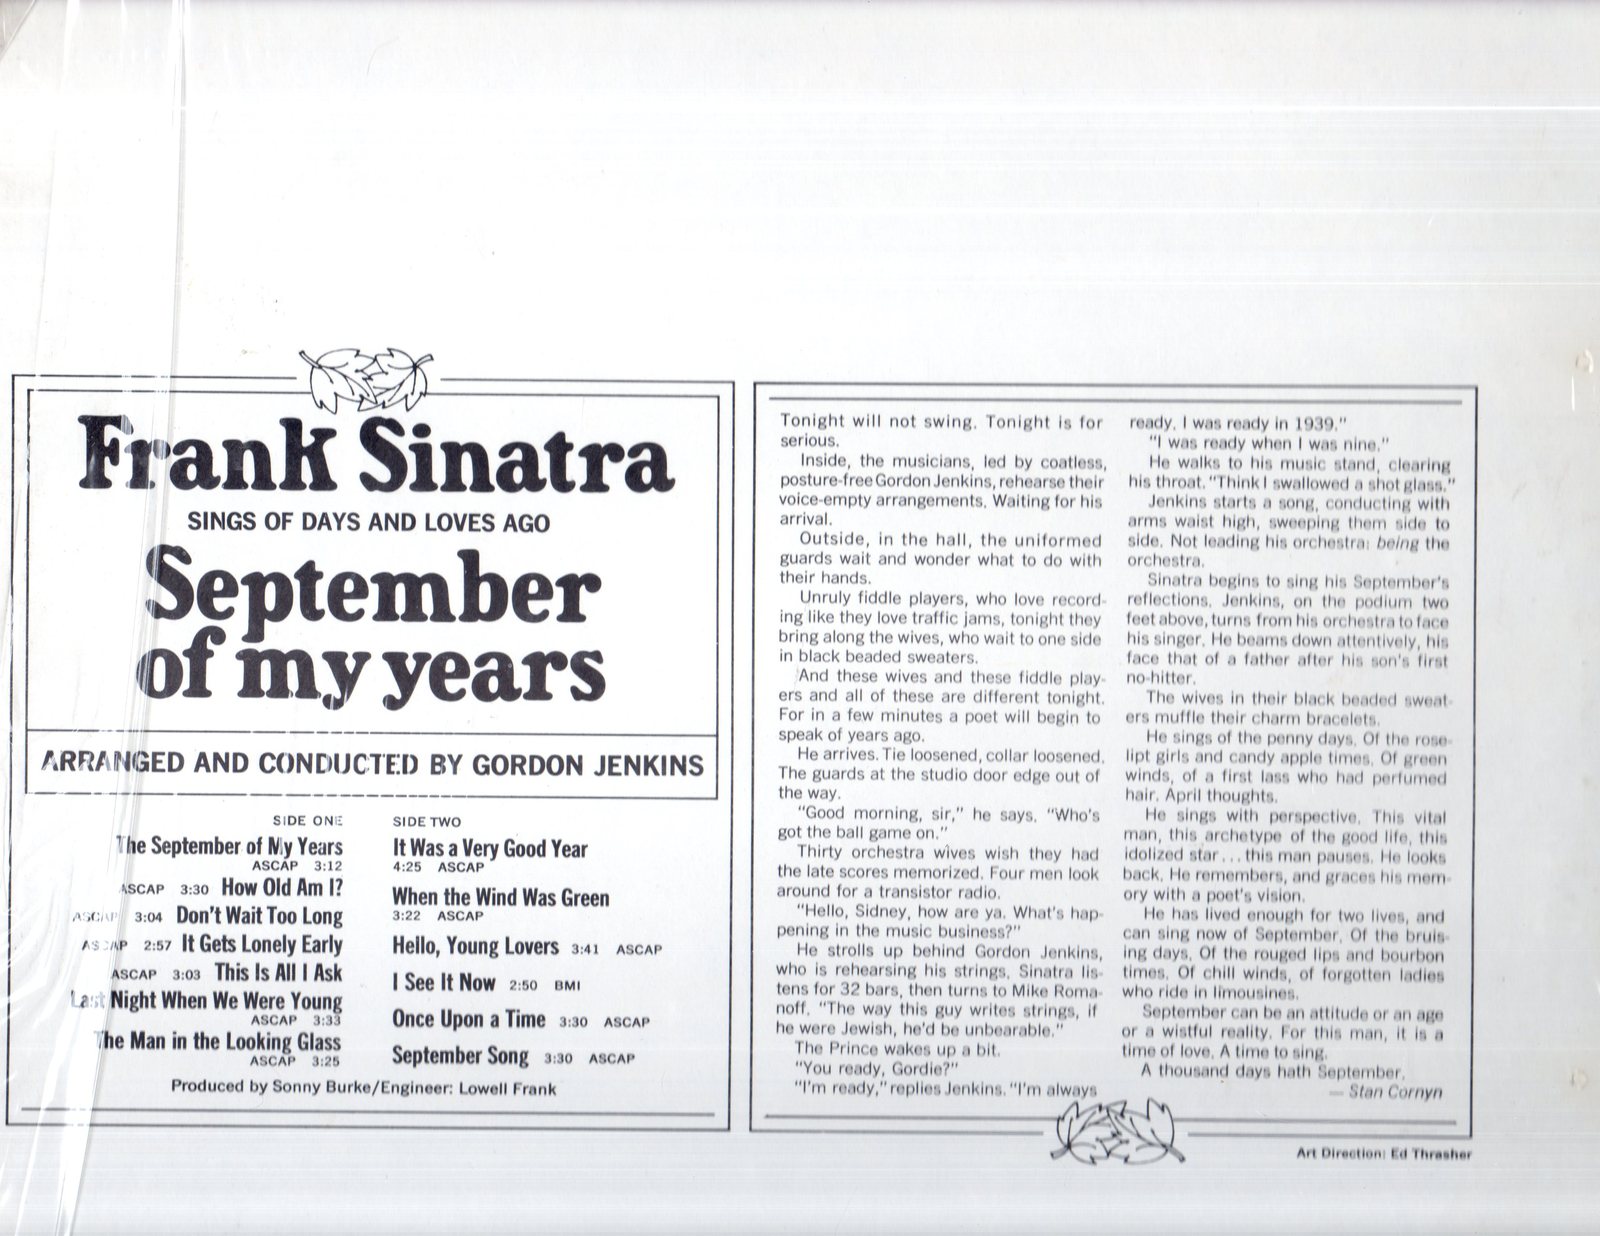 Frank Sinatra
SINGS OF DAYS AND LOVES AGO
September
of my years
ARRANGED AND CONDUCTED BY GORDON JENKINS
SIDE ONE
The September of My Years
ASCAP 3:12
ASCAP 3:30 How Old Am I?
ASCAP 3:04 Don't Wait Too Long
ASCAP 2:57 It Gets Lonely Early
ASCAP 3:03 This Is All I Ask
Last Night When We Were Young
ASCAP 3:33
The Man in the Looking Glass
ASCAP 3:25
SIDE TWO
It Was a Very Good Year
4:25 ASCAP
When the Wind Was Green
3:22 ASCAP
Hello, Young Lovers 3:41 ASCAP
I See It Now 2:50 BMI
Once Upon a Time 3:30 ASCAP
September Song 3:30 ASCAP
Produced by Sonny Burke/Engineer: Lowell Frank
Tonight will not swing. Tonight is for
serious.
Inside, the musicians, led by coatless,
posture-free Gordon Jenkins, rehearse their
voice-empty arrangements. Waiting for his
arrival.
Outside, in the hall, the uniformed
guards wait and wonder what to do with
their hands.
Unruly fiddle players, who love record-
ing like they love traffic jams, tonight they
bring along the wives, who wait to one side
in black beaded sweaters.
And these wives and these fiddle play-
ers and all of these are different tonight.
For in a few minutes a poet will begin to
speak of years ago.
He arrives. Tie loosened, collar loosened.
The guards at the studio door edge out of
the way.
"Good morning, sir," he says. "Who's
got the ball game on."
Thirty orchestra wives wish they had
the late scores memorized. Four men look
around for a transistor radio.
"Hello, Sidney, how are ya. What's hap-
pening in the music business?"
He strolls up behind Gordon Jenkins,
who is rehearsing his strings. Sinatra lis-
tens for 32 bars, then turns to Mike Roma-
noff. "The way this guy writes strings, if
he were Jewish, he'd be unbearable."
The Prince wakes up a bit.
"You ready, Gordie?"
"I'm ready," replies Jenkins. "I'm always
ready. I was ready in 1939."
"I was ready when I was nine."
He walks to his music stand, clearing
his throat. "Think I swallowed a shot glass."
Jenkins starts a song, conducting with
arms waist high, sweeping them side to
side. Not leading his orchestra: being the
orchestra.
Sinatra begins to sing his September's
reflections. Jenkins, on the podium two
feet above, turns from his orchestra to face
his singer. He beams down attentively, his
face that of a father after his son's first
no-hitter.
The wives in their black beaded sweat-
ers muffle their charm bracelets.
He sings of the penny days. Of the rose-
lipt girls and candy apple times. Of green
winds, of a first lass who had perfumed
hair. April thoughts.
He sings with perspective. This vital
man, this archetype of the good life, this
idolized star...this man pauses. He looks
back. He remembers, and graces his mem-
ory with a poet's vision.
He has lived enough for two lives, and
can sing now of September. Of the bruis-
ing days. Of the rouged lips and bourbon
times. Of chill winds, of forgotten ladies
who ride in limousines.
September can be an attitude or an age
or a wistful reality. For this man, it is a
time of love. A time to sing.
A thousand days hath September.
— Stan Cornyn
Art Direction: Ed Thrasher